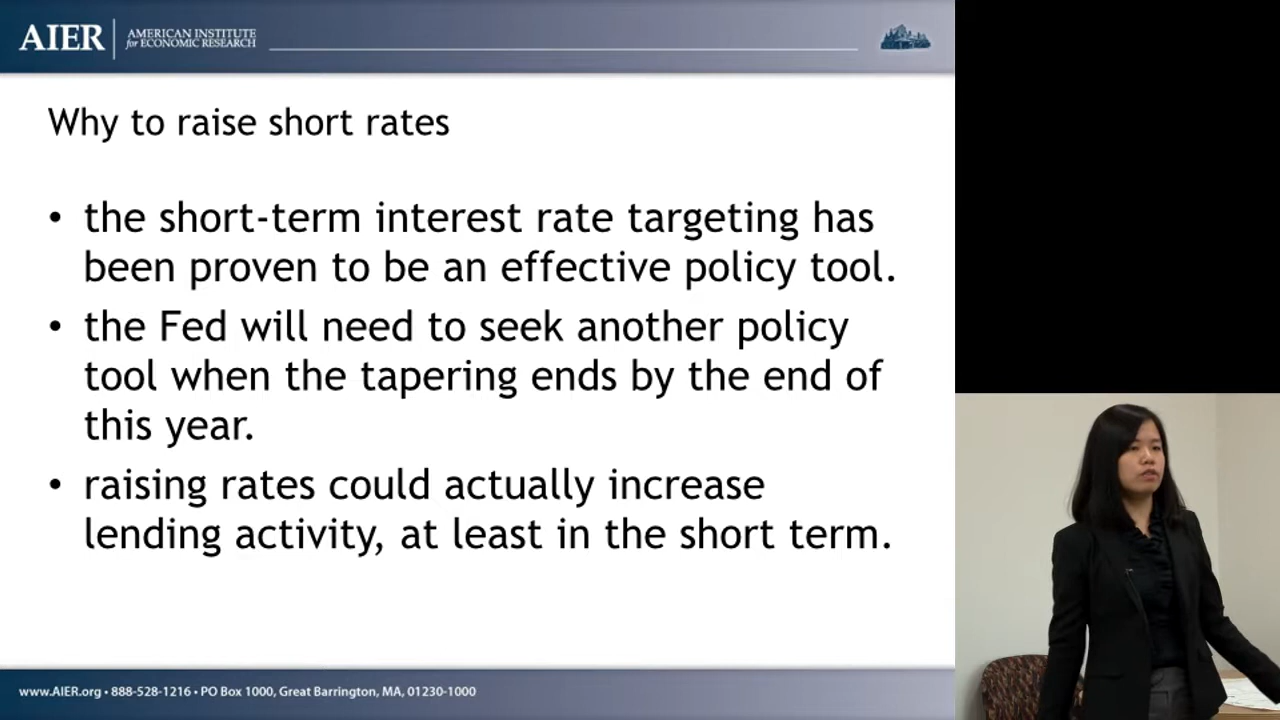 AIER
AMERICAN INSTITUTE
for ECONOMIC RESEARCH
Why to raise short rates
• the short-term interest rate targeting has
been proven to be an effective policy tool.
• the Fed will need to seek another policy
tool when the tapering ends by the end of
this year.
• raising rates could actually increase
lending activity, at least in the short term.
www.AIER.org • 888-528-1216 • PO Box 1000, Great Barrington, MA, 01230-1000